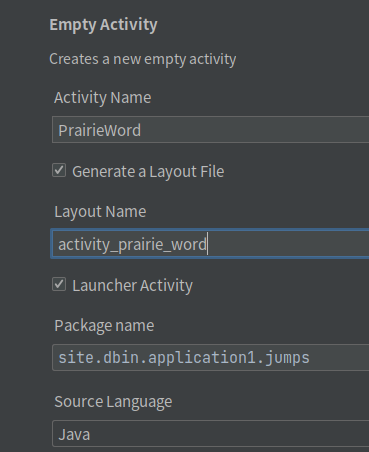 Empty Activity
Creates a new empty activity
Activity Name
PrairieWord
Generate a Layout File
Layout Name
activity_prairie_word
Launcher Activity
Package name
site.dbin.application1.jumps
Source Language
Java